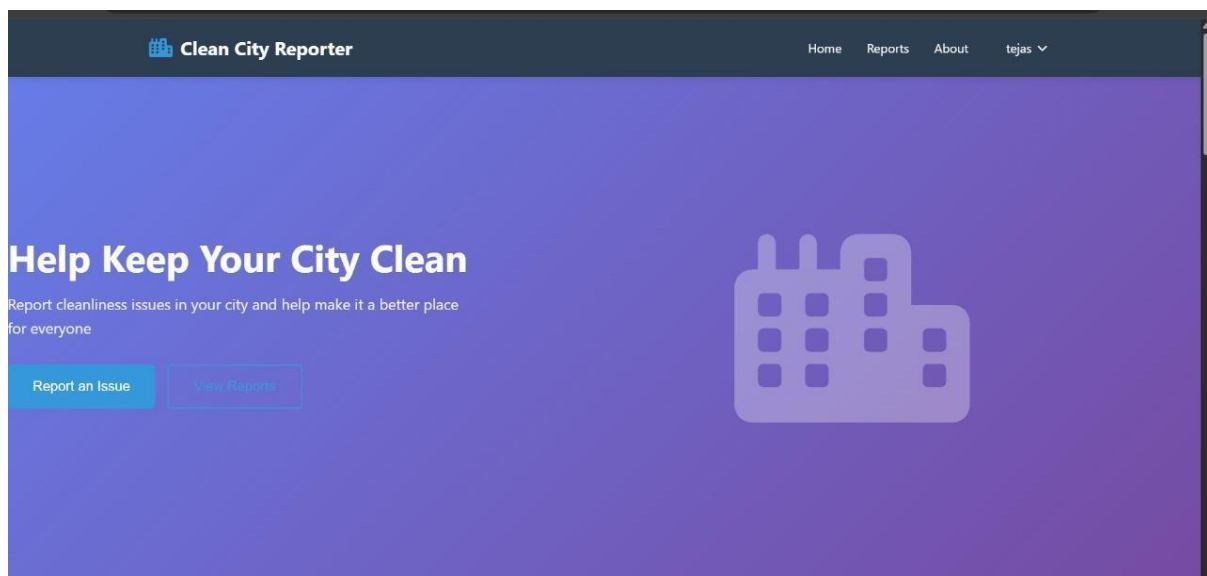 Clean City Reporter
Home Reports About tejas
Help Keep Your City Clean
Report cleanliness issues in your city and help make it a better place
for everyone
Report an Issue View Reports